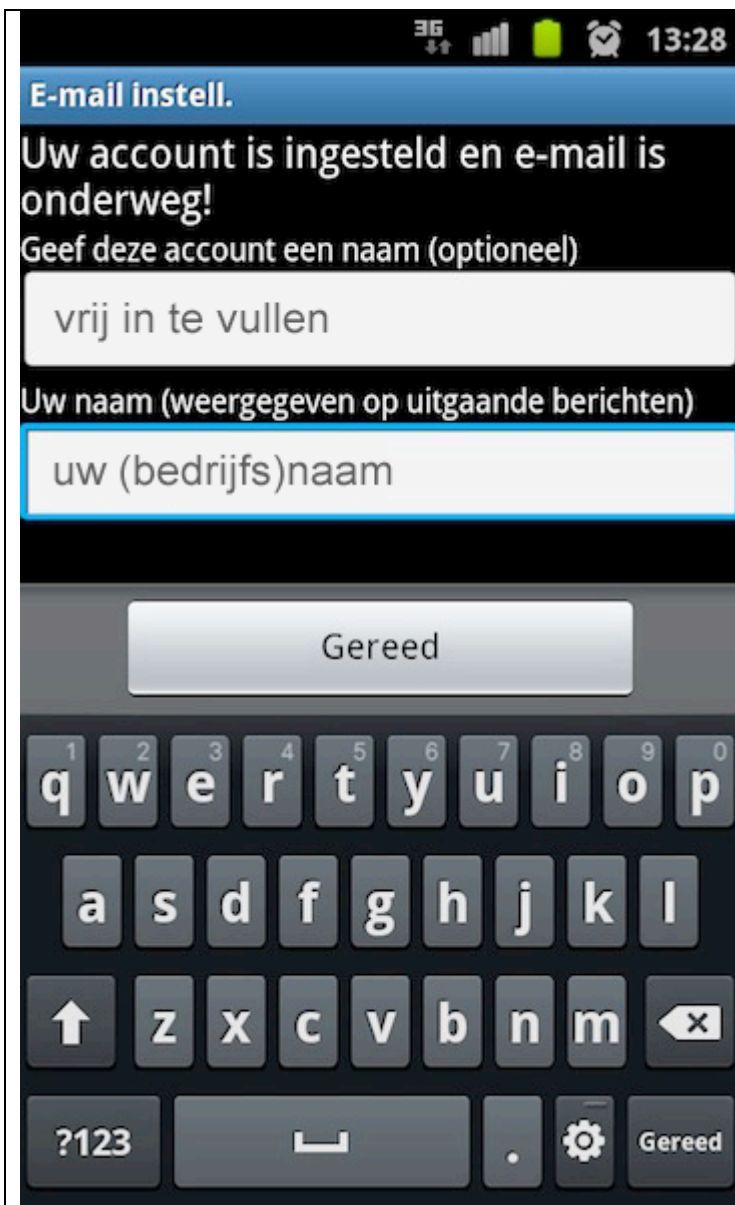 3G 13:28
E-mail instell.
Uw account is ingesteld en e-mail is
onderweg!
Geef deze account een naam (optioneel)
vrij in te vullen
Uw naam (weergegeven op uitgaande berichten)
uw (bedrijfs)naam
Gereed
1 2 3 4 5 6 7 8 9 0
q w e r t y u i o p
a s d f g h j k l
z x c v b n m
?123 . Gereed